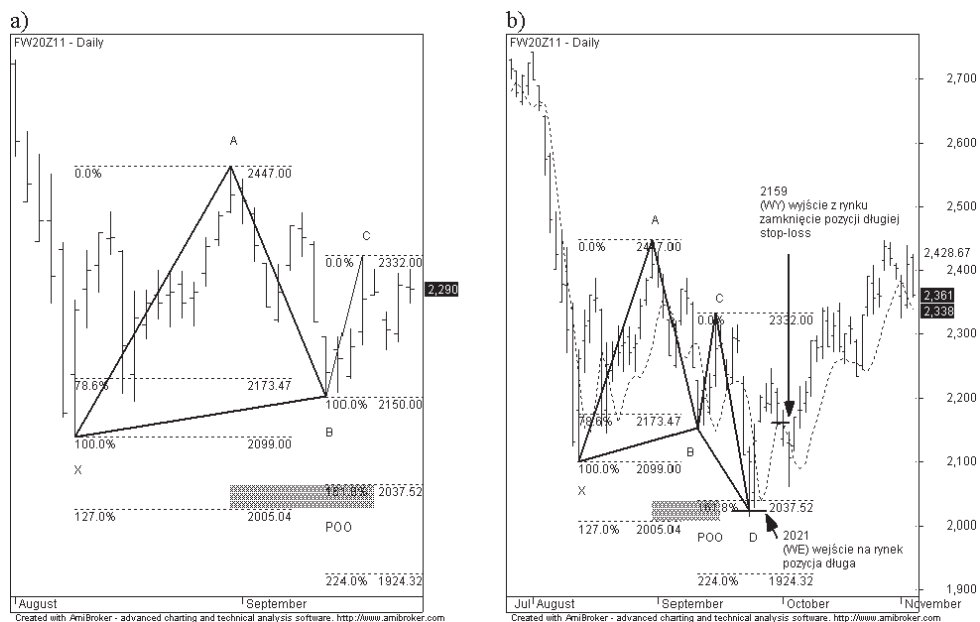 a)
FW20Z11 - Daily
A
0.0% 2447.00
C
0.0% 2332.00
2,290
78.6% 2173.47
100.0% 2150.00
B
100.0% 2099.00
X
161.8% 2037.52
127.0% 2005.04
POO
224.0% 1924.32
August September
Created with AmiBroker - advanced charting and technical analysis software. http://www.amibroker.com
b)
FW20Z11 - Daily
2,700
2,600
2,500
2159
(WY) wyjście z rynku
zamknięcie pozycji długiej
stop-loss
A
0.0% 2447.00
2,428.67
2,361
2,338
C
0.0% 2332.00
2,300
2,200
78.6% 2173.47
B
2,100
100.0% 2099.00
X
161.8% 2037.52
127.0% 2005.04
2,000
POO D
2021
(WE) wejście na rynek
pozycja długa
224.0% 1924.32
1,900
Jul August September October November
Created with AmiBroker - advanced charting and technical analysis software. http://www.amibroker.com